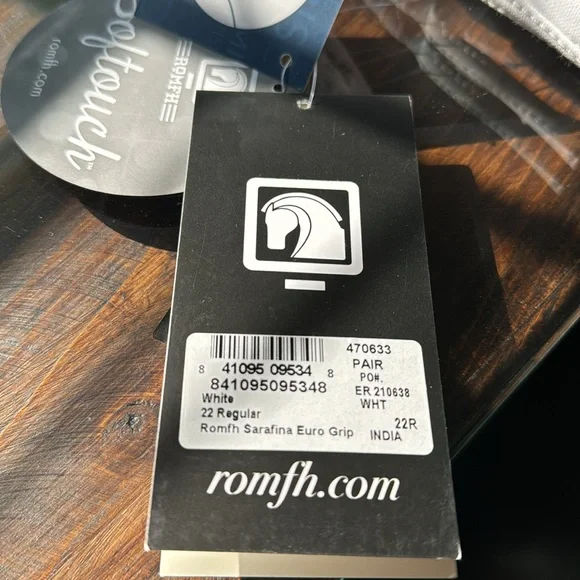 softouch™
romfh.com
ROMFH
8 41095 09534 8
841095095348
White
22 Regular
Romfh Sarafina Euro Grip
470633
PAIR
PO#,
ER 210638
WHT
22R
INDIA
romfh.com